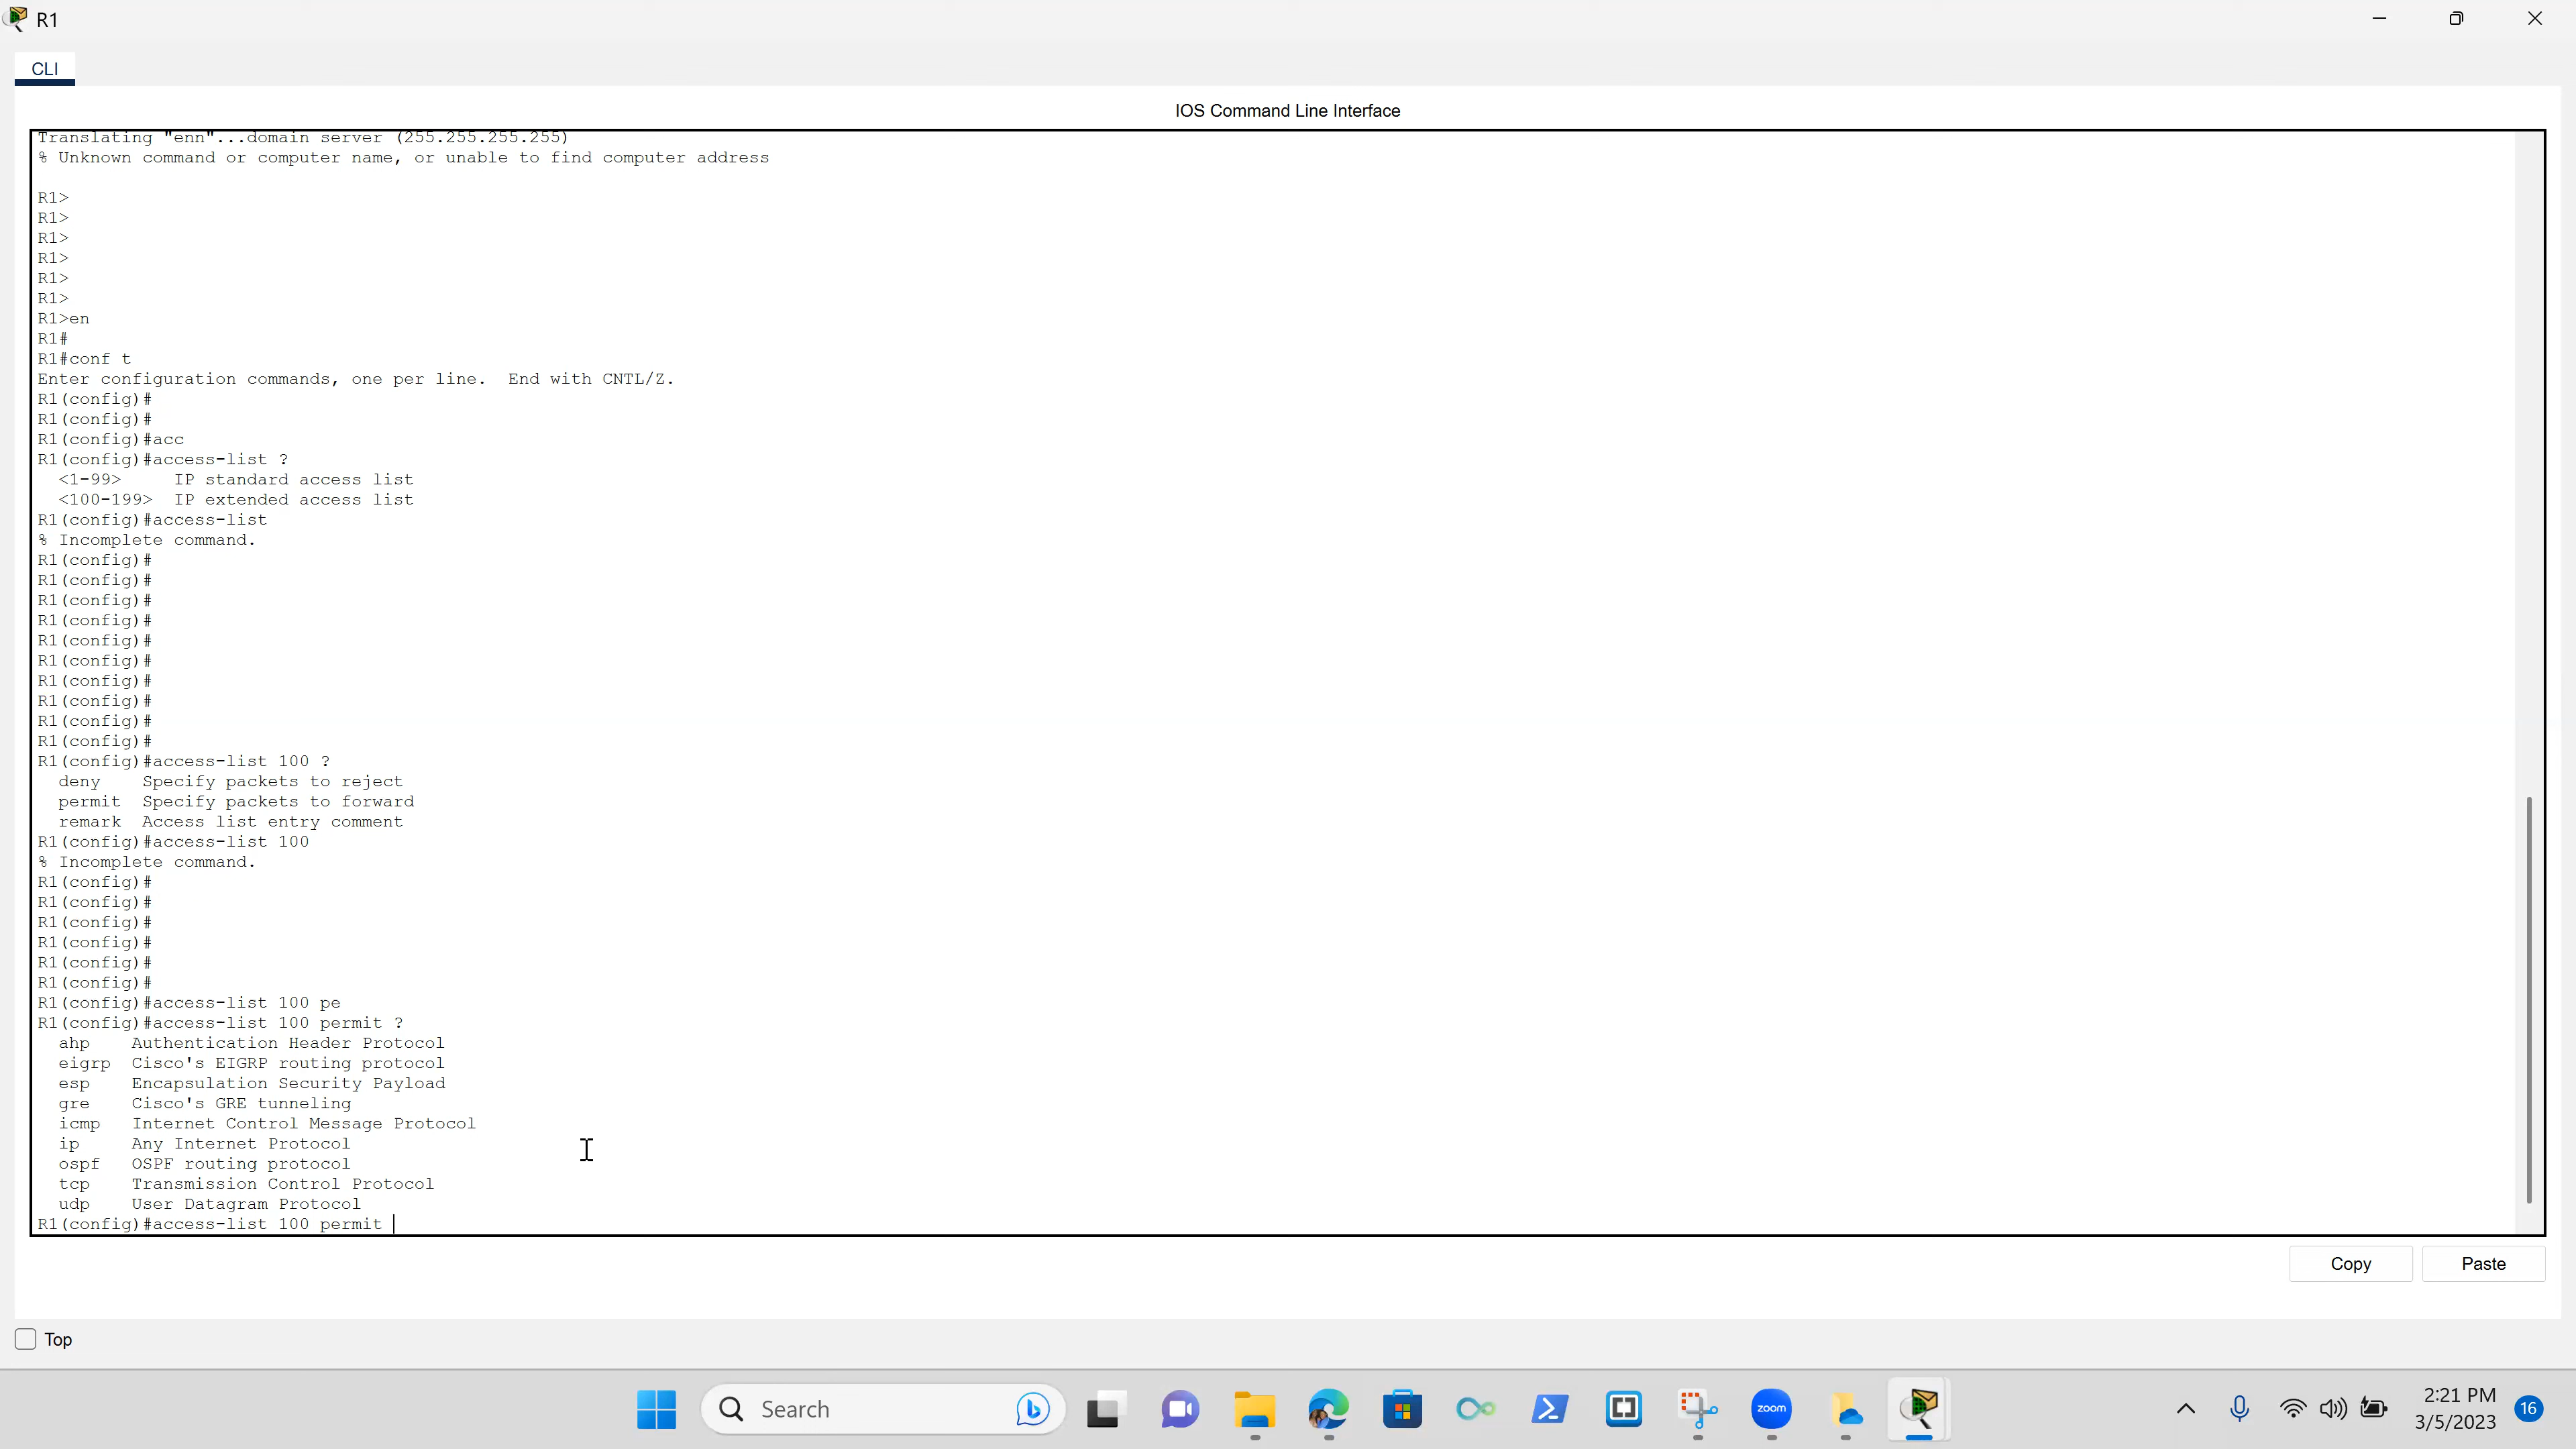 R1
CLI
IOS Command Line Interface
Translating "enn"...domain server (255.255.255.255)
% Unknown command or computer name, or unable to find computer address
R1>
R1>
R1>
R1>
R1>
R1>
R1>en
R1#
R1#conf t
Enter configuration commands, one per line.  End with CNTL/Z.
R1(config)#
R1(config)#
R1(config)#acc
R1(config)#access-list ?
  <1-99>     IP standard access list
  <100-199>  IP extended access list
R1(config)#access-list
% Incomplete command.
R1(config)#
R1(config)#
R1(config)#
R1(config)#
R1(config)#
R1(config)#
R1(config)#
R1(config)#
R1(config)#
R1(config)#
R1(config)#access-list 100 ?
  deny    Specify packets to reject
  permit  Specify packets to forward
  remark  Access list entry comment
R1(config)#access-list 100
% Incomplete command.
R1(config)#
R1(config)#
R1(config)#
R1(config)#
R1(config)#
R1(config)#
R1(config)#access-list 100 pe
R1(config)#access-list 100 permit ?
  ahp    Authentication Header Protocol
  eigrp  Cisco's EIGRP routing protocol
  esp    Encapsulation Security Payload
  gre    Cisco's GRE tunneling
  icmp   Internet Control Message Protocol
  ip     Any Internet Protocol
  ospf   OSPF routing protocol
  tcp    Transmission Control Protocol
  udp    User Datagram Protocol
R1(config)#access-list 100 permit
Copy Paste
Top
Search
zoom
2:21 PM
3/5/2023
16